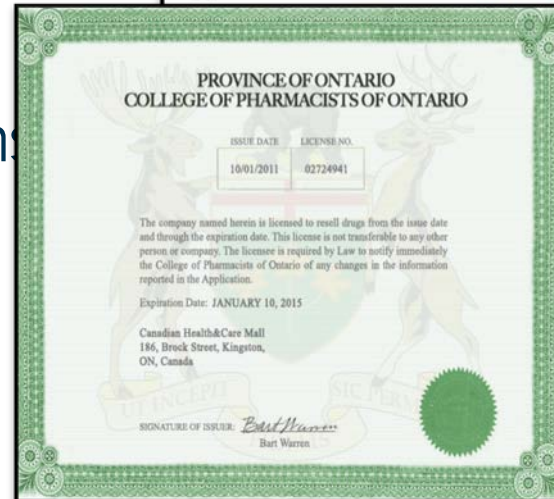 ns
PROVINCE OF ONTARIO
COLLEGE OF PHARMACISTS OF ONTARIO
ISSUE DATE LICENSE NO.
10/01/2011 02724941
The company named herein is licensed to resell drugs from the issue date
and through the expiration date. This license is not transferable to any other
person or company. The licensee is required by Law to notify immediately
the College of Pharmacists of Ontario of any changes in the information
reported in the Application.
Expiration Date: JANUARY 10, 2015
Canadian Health&Care Mall
186, Brock Street, Kingston,
ON, Canada
UT INCEPIT SIC PERM
SIGNATURE OF ISSUER: Bart Warren
Bart Warren